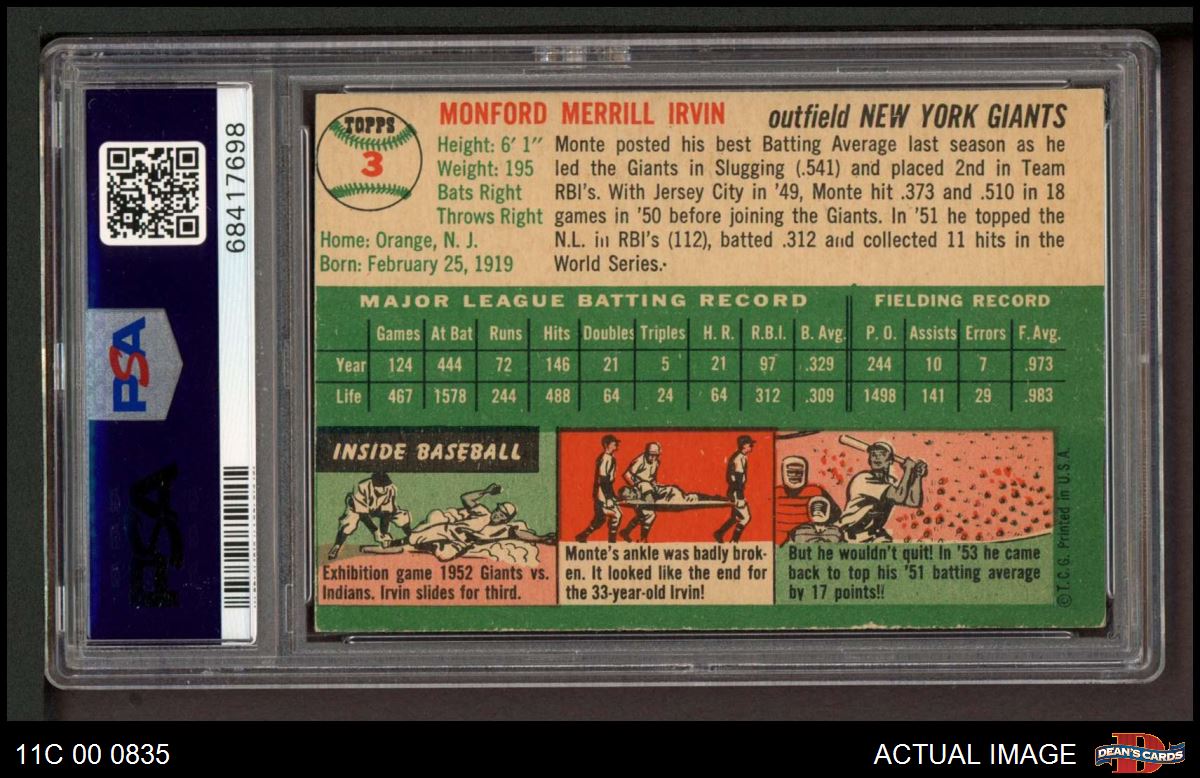 68417698
PSA
PSA
TOPPS
3
MONFORD MERRILL IRVIN
outfield NEW YORK GIANTS
Height: 6′ 1″
Weight: 195
Bats Right
Throws Right
Home: Orange, N. J.
Born: February 25, 1919
Monte posted his best Batting Average last season as he
led the Giants in Slugging (.541) and placed 2nd in Team
RBI's. With Jersey City in '49, Monte hit .373 and .510 in 18
games in '50 before joining the Giants. In '51 he topped the
N.L. in RBI's (112), batted .312 and collected 11 hits in the
World Series.
MAJOR LEAGUE BATTING RECORD FIELDING RECORD
Games At Bat Runs Hits Doubles Triples H. R. R.B.I. B. Avg. P. O. Assists Errors F. Avg.
Year 124 444 72 146 21 5 21 97 .329 244 10 7 .973
Life 467 1578 244 488 64 24 64 312 .309 1498 141 29 .983
INSIDE BASEBALL
Exhibition game 1952 Giants vs.
Indians. Irvin slides for third.
Monte's ankle was badly brok-
en. It looked like the end for
the 33-year-old Irvin!
But he wouldn't quit! In '53 he came
back to top his '51 batting average
by 17 points!!
© T.C.G. Printed in U.S.A.
11C 00 0835
ACTUAL IMAGE
DEAN'S CARDS